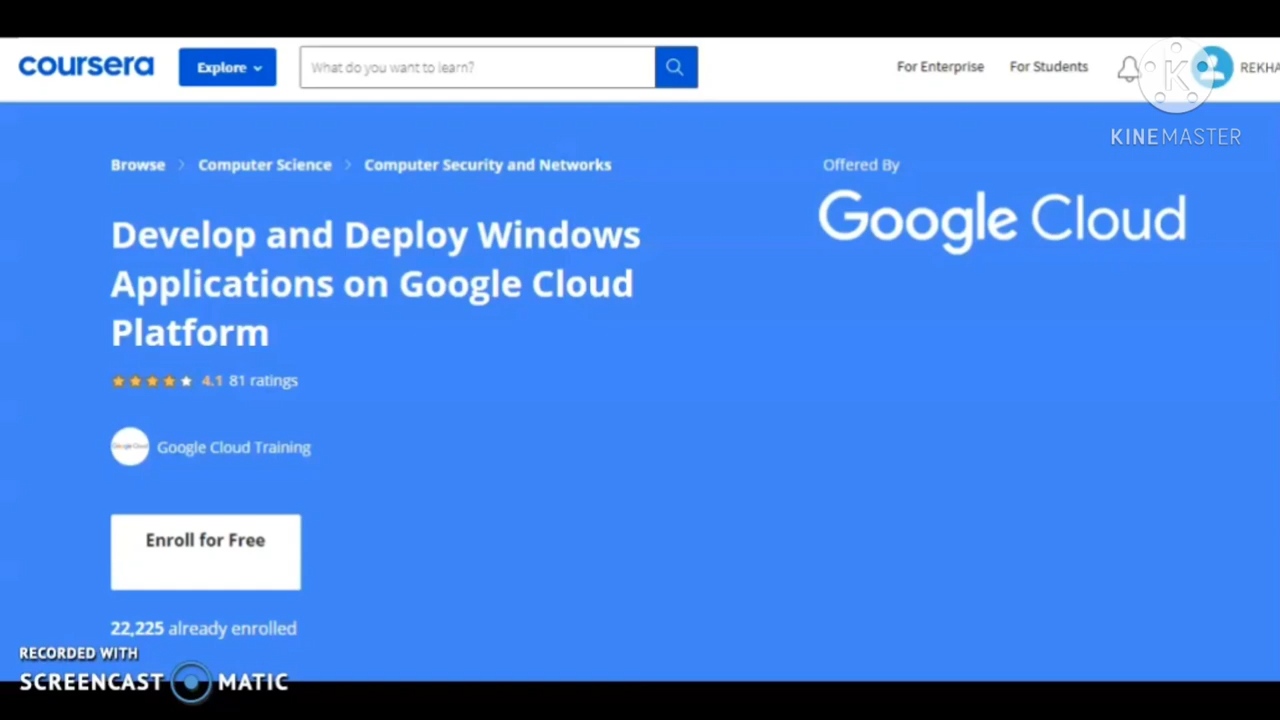 coursera
Explore
What do you want to learn?
For Enterprise
For Students
REKHA
K
KINEMASTER
Browse > Computer Science > Computer Security and Networks
Offered By
Google Cloud
Develop and Deploy Windows
Applications on Google Cloud
Platform
4.1 81 ratings
Google Cloud
Google Cloud Training
Enroll for Free
22,225 already enrolled
RECORDED WITH
SCREENCAST MATIC